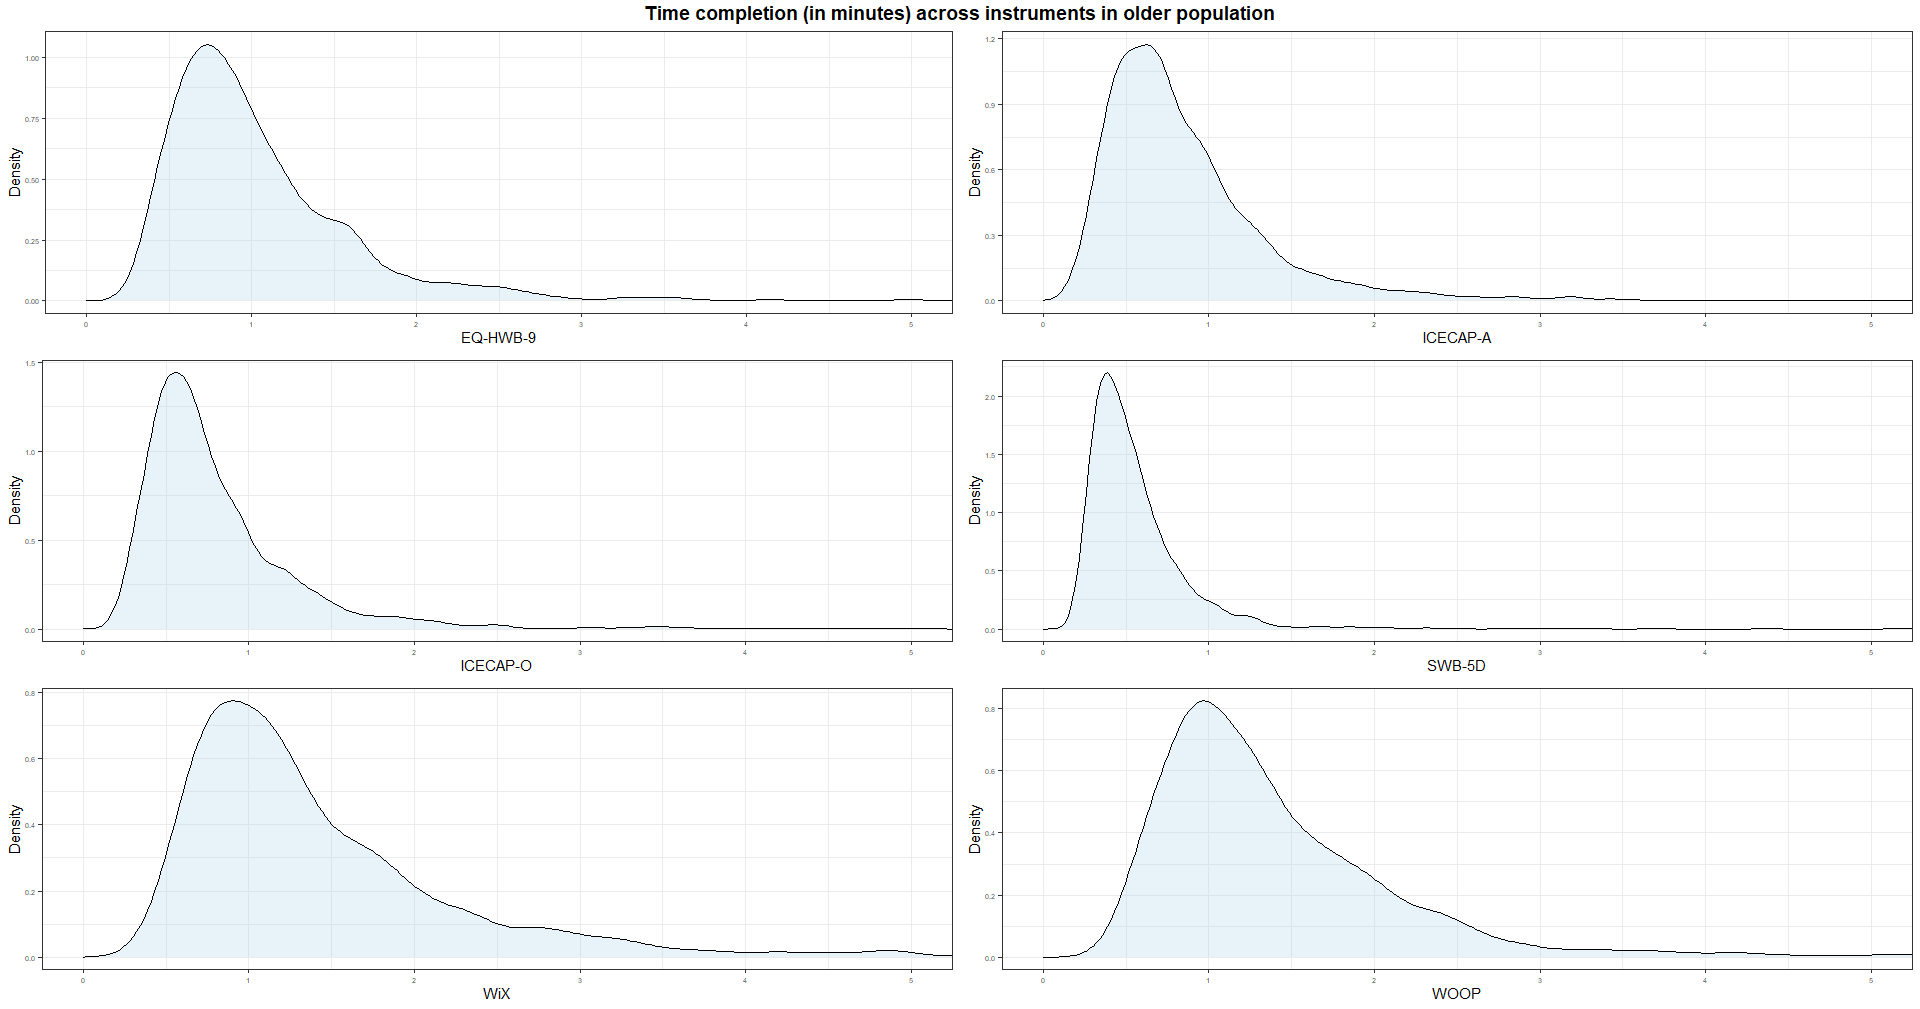 Time completion (in minutes) across instruments in older population
Density
1.00
0.75
0.50
0.25
0.00
0 1 2 3 4 5
EQ-HWB-9
Density
1.2
0.9
0.6
0.3
0.0
0 1 2 3 4 5
ICECAP-A
Density
1.5
1.0
0.5
0.0
0 1 2 3 4 5
ICECAP-O
Density
2.0
1.5
1.0
0.5
0.0
0 1 2 3 4 5
SWB-5D
Density
0.8
0.6
0.4
0.2
0.0
0 1 2 3 4 5
WiX
Density
0.8
0.6
0.4
0.2
0.0
0 1 2 3 4 5
WOOP